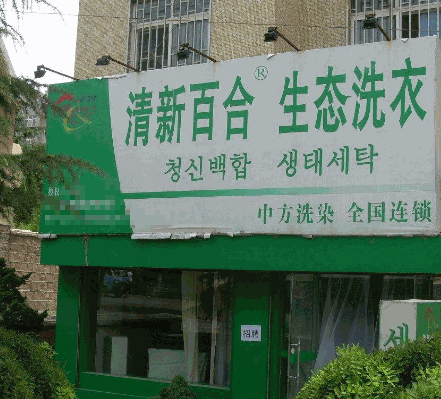 清新百合® 生态洗衣
청신백합 생태세탁
中方洗染 全国连锁
招聘
세